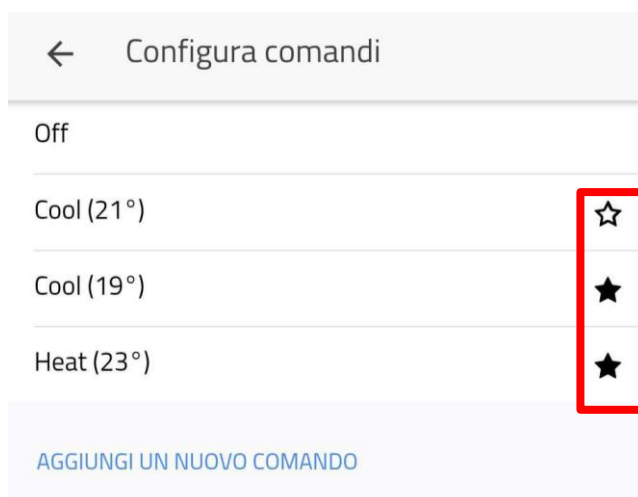 Configura comandi
Off
Cool (21°)
Cool (19°)
Heat (23°)
AGGIUNGI UN NUOVO COMANDO